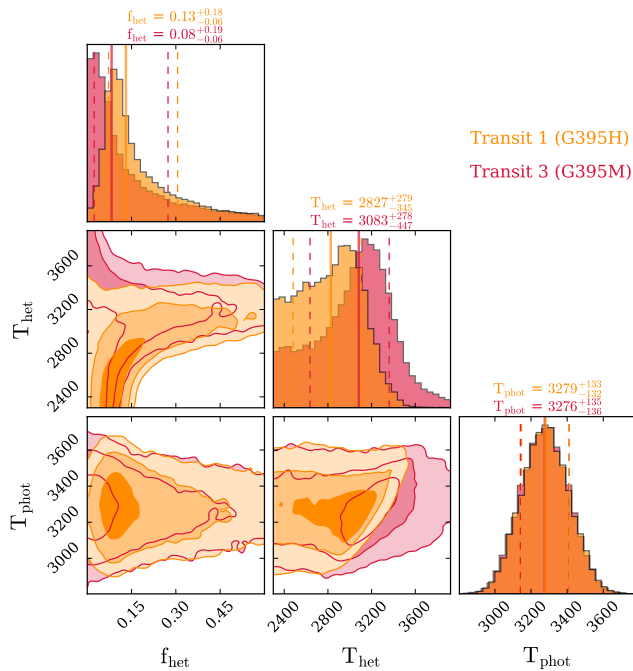 f_het = 0.13^{+0.18}_{-0.06}
f_het = 0.08^{+0.19}_{-0.06}
Transit 1 (G395H)
Transit 3 (G395M)
T_het = 2827^{+279}_{-345}
T_het = 3083^{+278}_{-447}
T_het
3600
3200
2800
2400
T_phot = 3279^{+133}_{-132}
T_phot = 3276^{+135}_{-136}
T_phot
3600
3400
3200
3000
0.15 0.30 0.45
2400 2800 3200 3600
3000 3200 3400 3600
f_het
T_het
T_phot